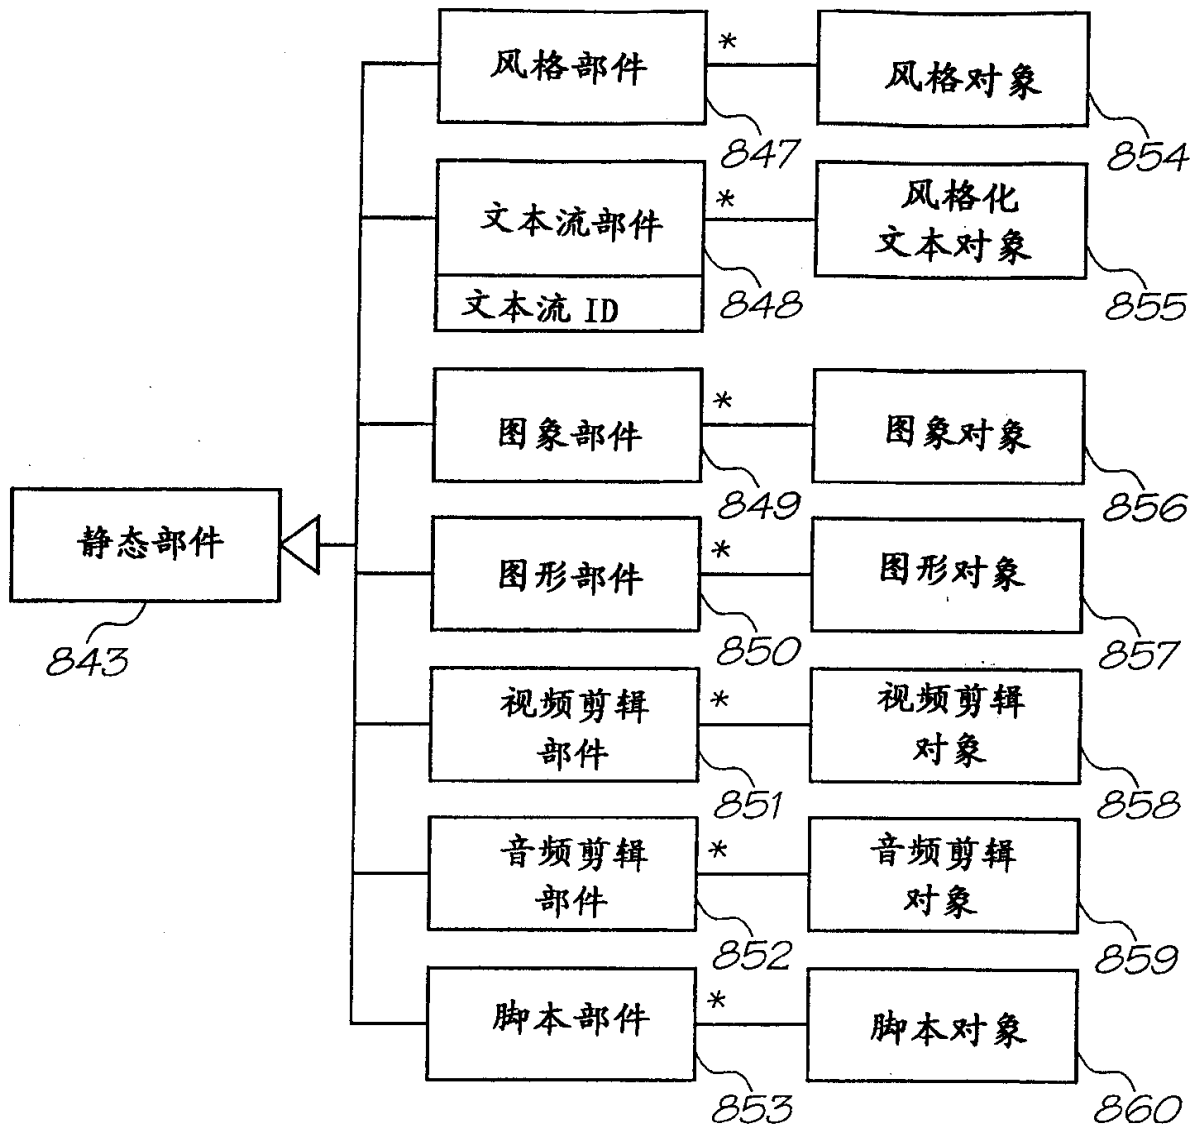 风格部件
*
风格对象
847
854
文本流部件
*
风格化
文本对象
848
855
文本流 ID
图象部件
*
图象对象
849
856
静态部件
843
图形部件
*
图形对象
850
857
视频剪辑
部件
*
视频剪辑
对象
851
858
音频剪辑
部件
*
音频剪辑
对象
852
859
脚本部件
*
脚本对象
853
860